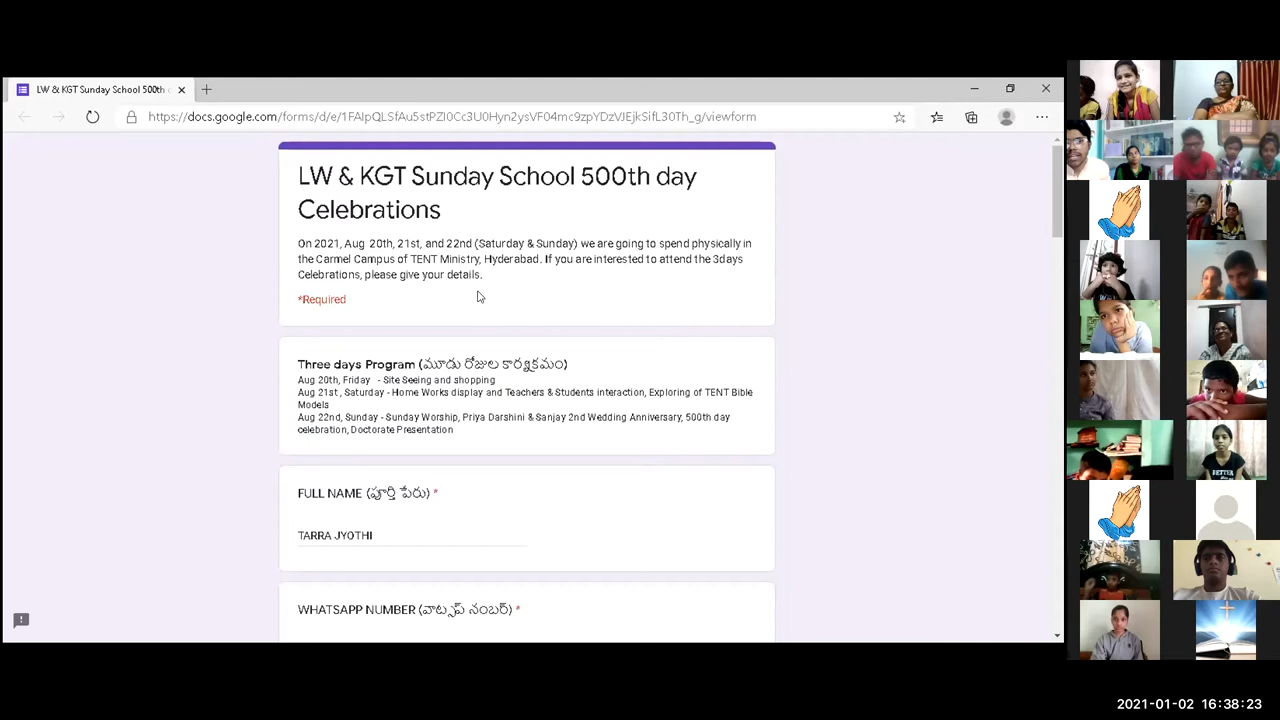 LW & KGT Sunday School 500th
https://docs.google.com/forms/d/e/1FAIpQLSfAu5stPZI0Cc3U0Hyn2ysVF04mc9zpYDzVJEjkSifL30Th_g/viewform
LW & KGT Sunday School 500th day
Celebrations
On 2021, Aug 20th, 21st, and 22nd (Saturday & Sunday) we are going to spend physically in
the Carmel Campus of TENT Ministry, Hyderabad. If you are interested to attend the 3days
Celebrations, please give your details.
*Required
Three days Program (మూడు రోజుల కార్యక్రమం)
Aug 20th, Friday - Site Seeing and shopping
Aug 21st , Saturday - Home Works display and Teachers & Students interaction, Exploring of TENT Bible
Models
Aug 22nd, Sunday - Sunday Worship, Priya Darshini & Sanjay 2nd Wedding Anniversary, 500th day
celebration, Doctorate Presentation
FULL NAME (పూర్తి పేరు) *
TARRA JYOTHI
WHATSAPP NUMBER (వాట్సప్ నంబర్) *
BETTER
2021-01-02 16:38:23